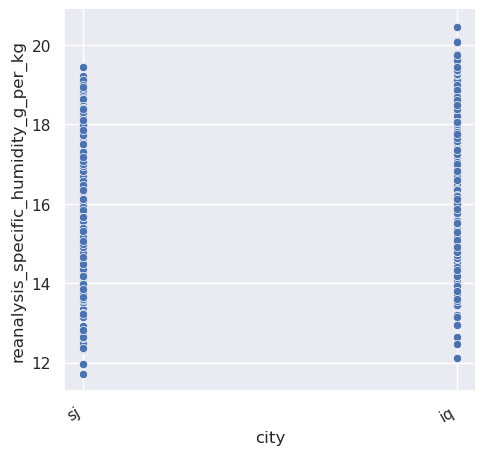 reanalysis_specific_humidity_g_per_kg
20
18
16
14
12
sj
iq
city